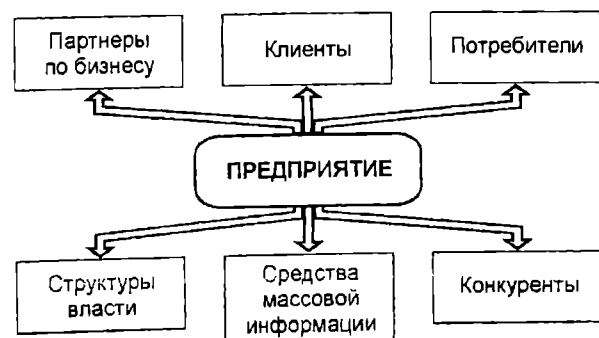 Партнеры
по бизнесу
Клиенты
Потребители
ПРЕДПРИЯТИЕ
Структуры
власти
Средства
массовой
информации
Конкуренты